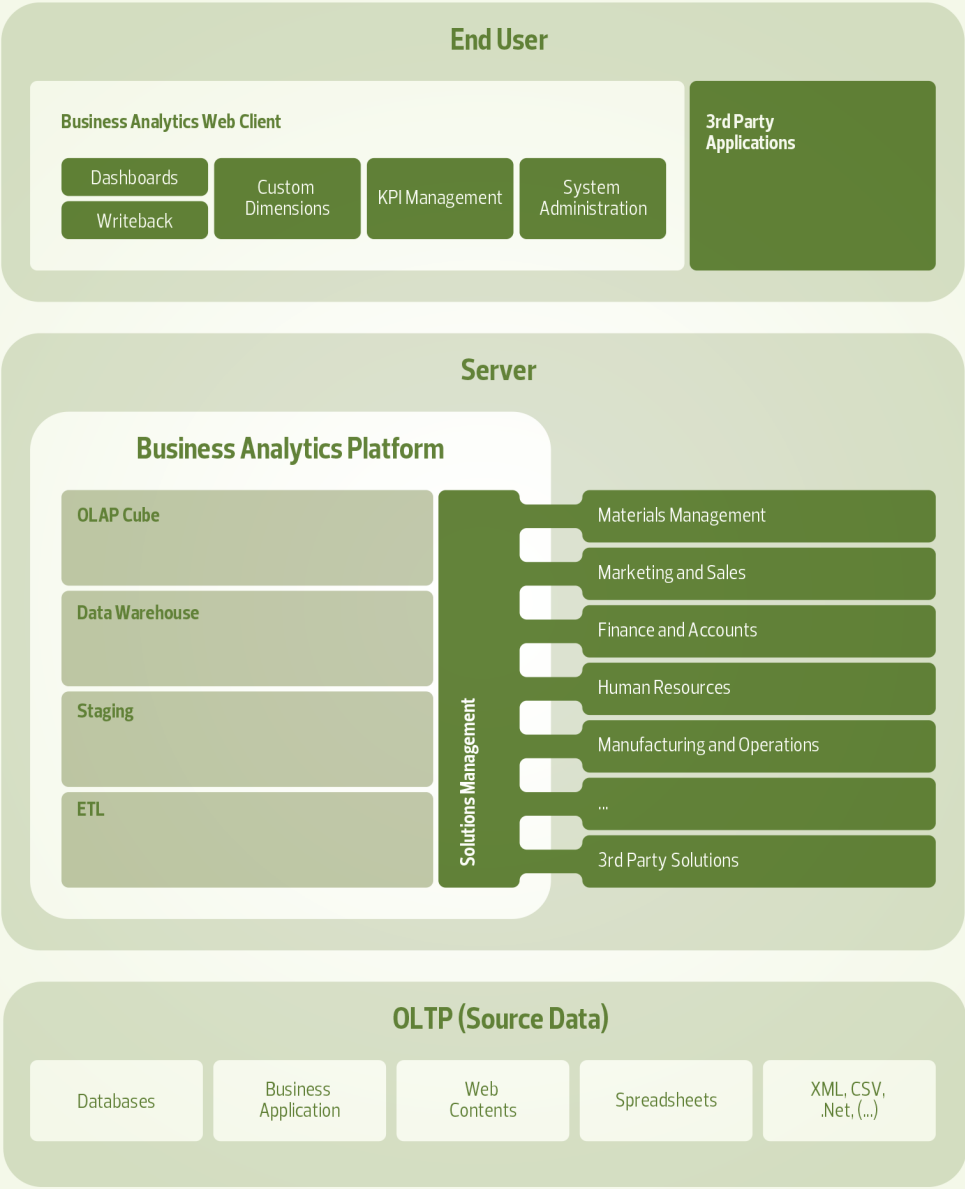 End User
Business Analytics Web Client
Dashboards
Writeback
Custom
Dimensions
KPI Management
System
Administration
3rd Party
Applications
Server
Business Analytics Platform
OLAP Cube
Data Warehouse
Staging
ETL
Solutions Management
Materials Management
Marketing and Sales
Finance and Accounts
Human Resources
Manufacturing and Operations
...
3rd Party Solutions
OLTP (Source Data)
Databases
Business
Application
Web
Contents
Spreadsheets
XML, CSV,
.Net, (...)